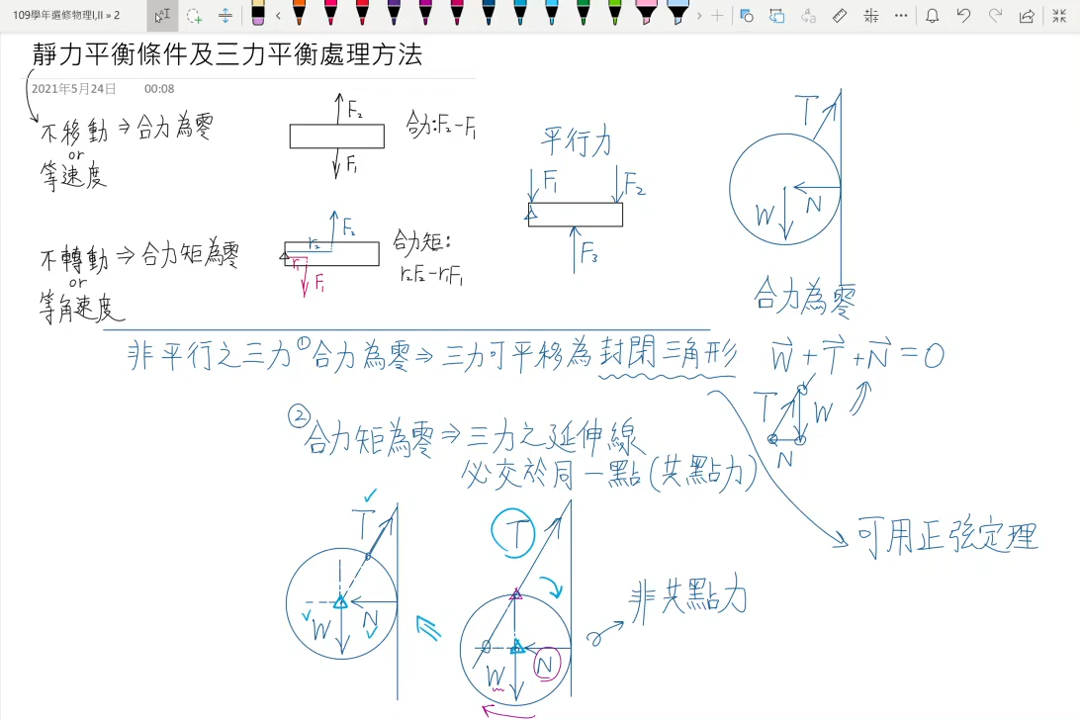 109學年選修物理I,II » 2
靜力平衡條件及三力平衡處理方法
2021年5月24日 00:08
不移動 ⇒ 合力為零
or
等速度
F₂
F₁
合力:F₂-F₁
平行力
F₁
F₂
F₃
T
W
N
合力為零
不轉動 ⇒ 合力矩為零
or
等角速度
r₂
F₂
r₁
F₁
合力矩:
r₂F₂-r₁F₁
非平行之三力 ① 合力為零 ⇒ 三力可平移為封閉三角形
W + T + N = 0
T
W
N
② 合力矩為零 ⇒ 三力之延伸線
必交於同一點(共點力)
可用正弦定理
T
W
N
T
W
N
非共點力